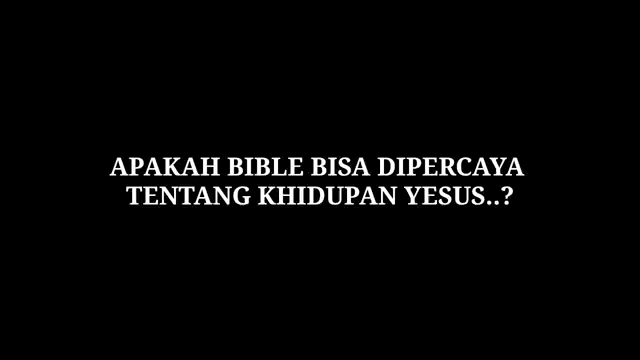 APAKAH BIBLE BISA DIPERCAYA
TENTANG KHIDUPAN YESUS..?